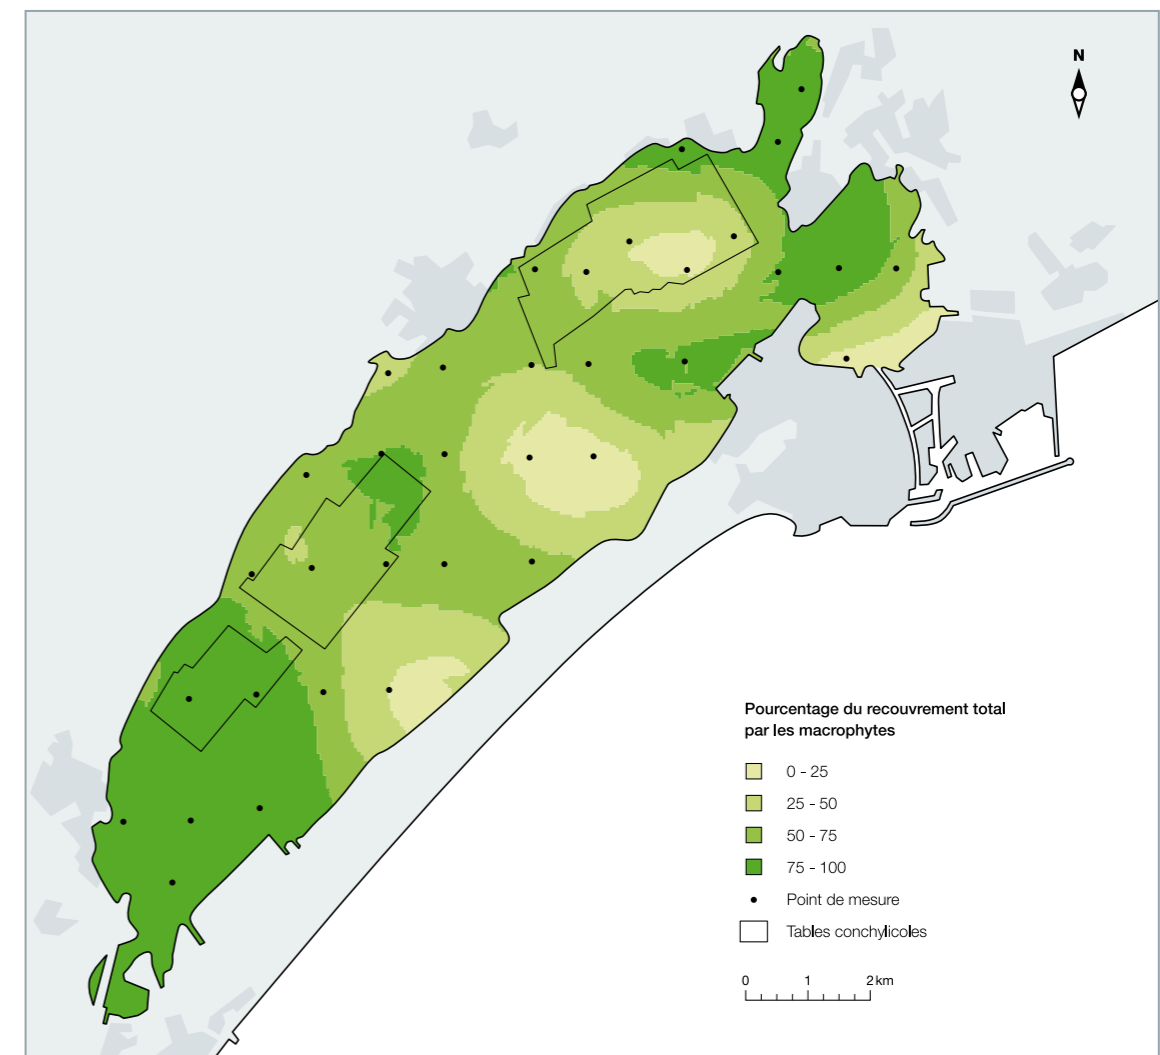 N
Pourcentage du recouvrement total
par les macrophytes
0 - 25
25 - 50
50 - 75
75 - 100
Point de mesure
Tables conchylicoles
0 1 2 km